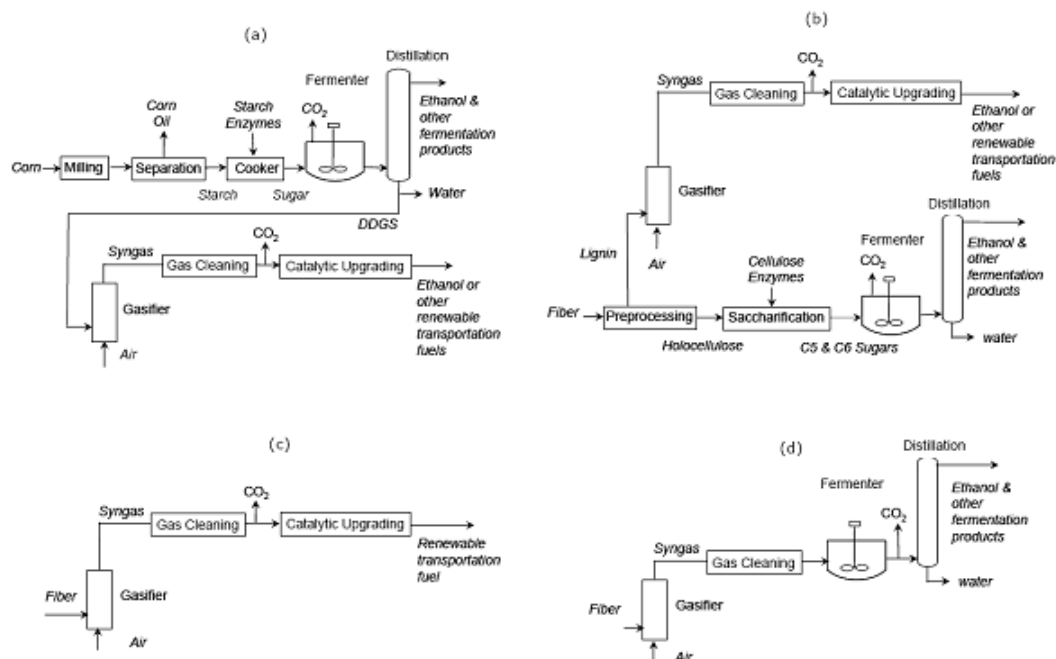 (a)
Distillation
Fermenter
CO2
Corn
Oil
Starch
Enzymes
Ethanol &
other
fermentation
products
Corn
Milling
Separation
Cooker
Starch
Sugar
Water
DDGS
Syngas
CO2
Gas Cleaning
Catalytic Upgrading
Gasifier
Air
Ethanol or
other
renewable
transportation
fuels
(b)
CO2
Syngas
Gas Cleaning
Catalytic Upgrading
Ethanol or
other
renewable
transportation
fuels
Gasifier
Lignin
Air
Distillation
Fermenter
CO2
Cellulose
Enzymes
Ethanol &
other
fermentation
products
Fiber
Preprocessing
Saccharification
Holocellulose
C5 & C6 Sugars
water
(c)
CO2
Syngas
Gas Cleaning
Catalytic Upgrading
Renewable
transportation
fuel
Fiber
Gasifier
Air
(d)
Distillation
Fermenter
CO2
Ethanol &
other
fermentation
products
Syngas
Gas Cleaning
water
Fiber
Gasifier
Air